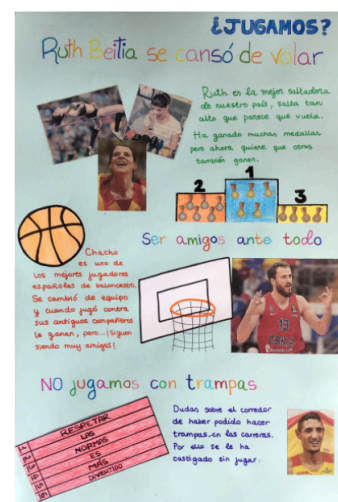 ¿JUGAMOS?
Ruth Beitia se cansó de volar
Ruth es la mejor saltadora
de nuestro país, salta tan
alto que parece que vuela.
Ha ganado muchas medallas
pero ahora quiere que otros
también ganen.
1
2
3
Ser amigos ante todo
Chacho
es uno de
los mejores jugadores
españoles de baloncesto.
Se cambió de equipo
y cuando jugó contra
sus antiguos compañeros
le ganan, pero...¡Siguen
siendo muy amigos!
13
NO jugamos con trampas
RESPETAR
LAS
NORMAS
ES
MÁS
DIVERTIDO
Dudan sobre el corredor
de haber podido hacer
trampas en las carreras.
Por ello se le ha
castigado sin jugar.